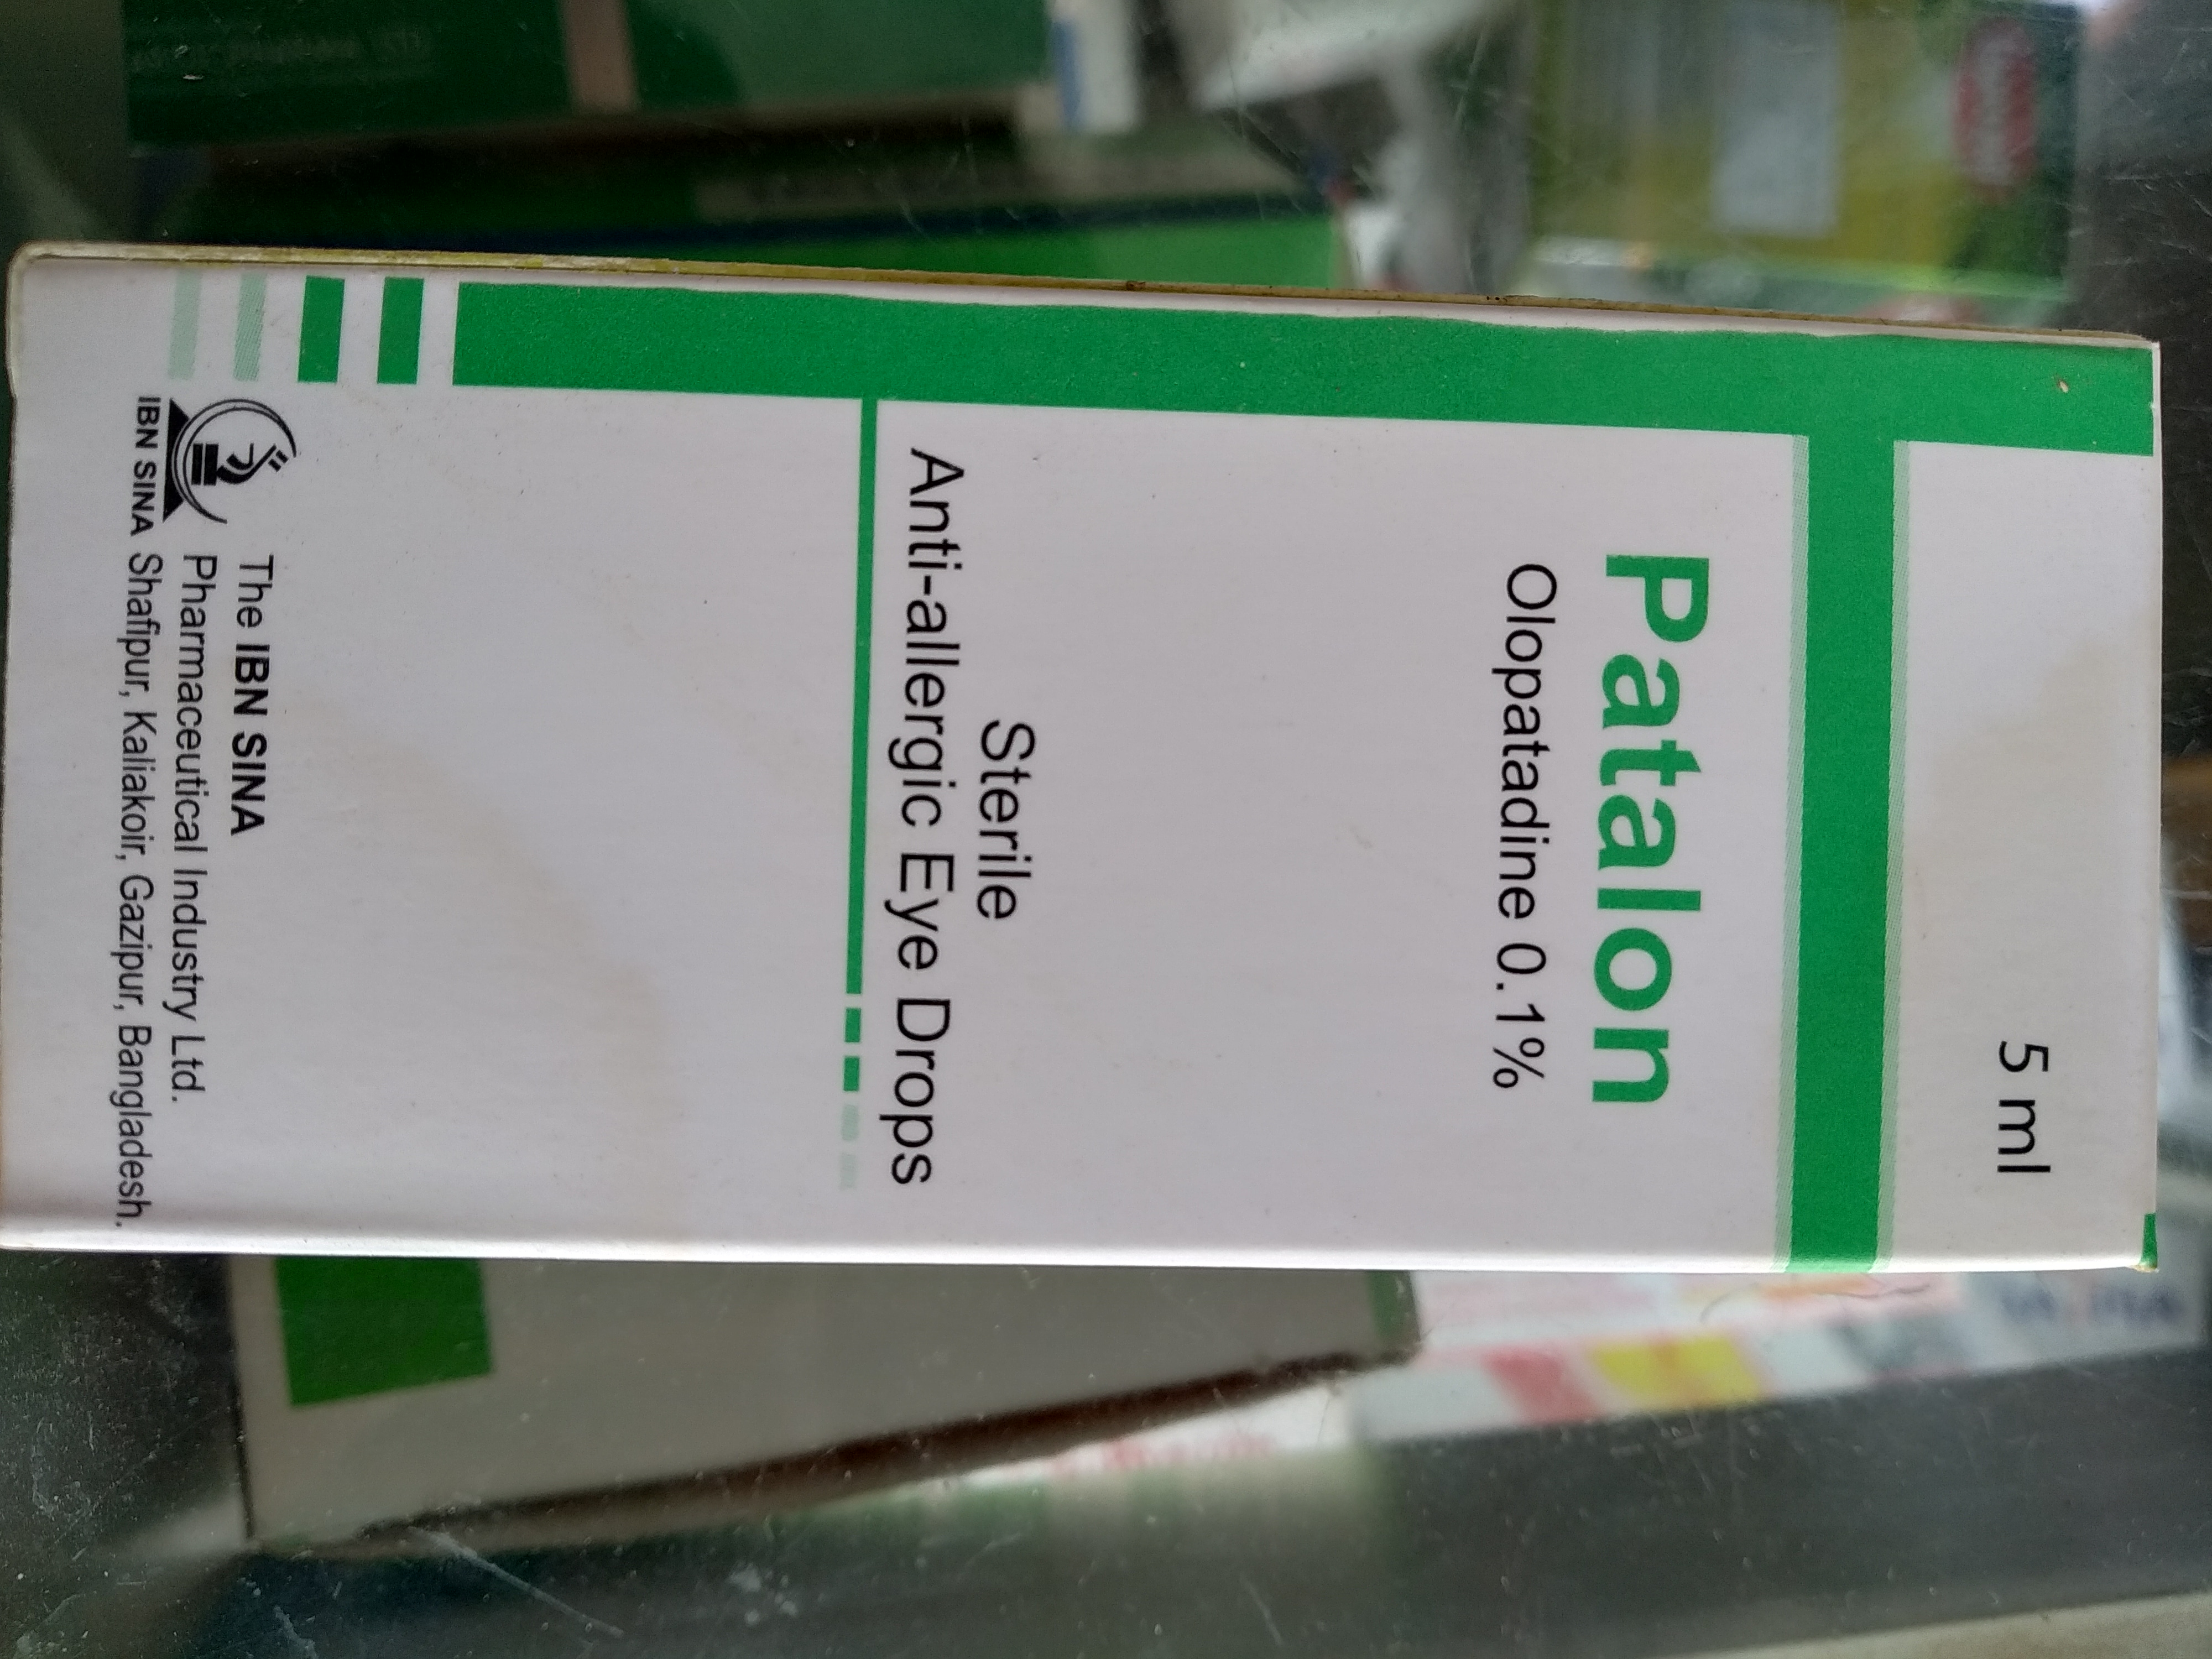 5 ml
Patalon
Olopatadine 0.1%
Sterile
Anti-allergic Eye Drops
The IBN SINA
Pharmaceutical Industry Ltd.
IBN SINA
Shafipur, Kaliakoir, Gazipur, Bangladesh.